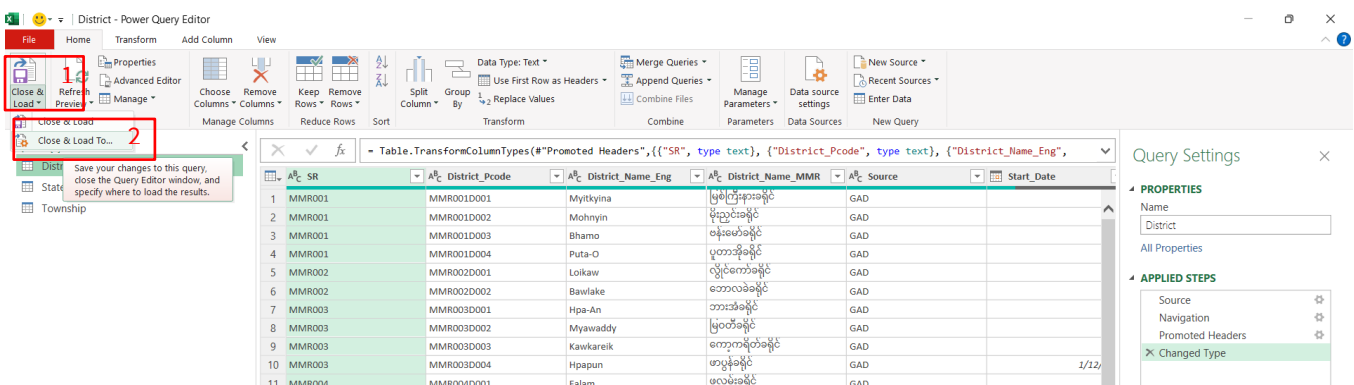 District - Power Query Editor
File Home Transform Add Column View
Close & Load
Refresh Preview
Properties
Advanced Editor
Manage
Choose Columns
Remove Columns
Manage Columns
Keep Rows
Remove Rows
Reduce Rows
Sort
Split Column
Group By
Data Type: Text
Use First Row as Headers
Replace Values
Transform
Merge Queries
Append Queries
Combine Files
Combine
Manage Parameters
Parameters
Data source settings
Data Sources
New Source
Recent Sources
Enter Data
New Query
1
Close & Load
Close & Load To...
2
Save your changes to this query,
close the Query Editor window, and
specify where to load the results.
Distri
State
Township
= Table.TransformColumnTypes(#"Promoted Headers",{{"SR", type text}, {"District_Pcode", type text}, {"District_Name_Eng",
SR District_Pcode District_Name_Eng District_Name_MMR Source Start_Date
1 MMR001 MMR001D001 Myitkyina မြစ်ကြီးနားခရိုင် GAD
2 MMR001 MMR001D002 Mohnyin မိုးညှင်းခရိုင် GAD
3 MMR001 MMR001D003 Bhamo ဗန်းမော်ခရိုင် GAD
4 MMR001 MMR001D004 Puta-O ပူတာအိုခရိုင် GAD
5 MMR002 MMR002D001 Loikaw လွိုင်ကော်ခရိုင် GAD
6 MMR002 MMR002D002 Bawlake ဘောလခဲခရိုင် GAD
7 MMR003 MMR003D001 Hpa-An ဘားအံခရိုင် GAD
8 MMR003 MMR003D002 Myawaddy မြဝတီခရိုင် GAD
9 MMR003 MMR003D003 Kawkareik ကော့ကရိတ်ခရိုင် GAD
10 MMR003 MMR003D004 Hpapun ဖာပွန်ခရိုင် GAD 1/12/
11 MMR004 MMR004D001 Falam ဖလမ်းခရိုင် GAD
Query Settings
PROPERTIES
Name
District
All Properties
APPLIED STEPS
Source
Navigation
Promoted Headers
Changed Type